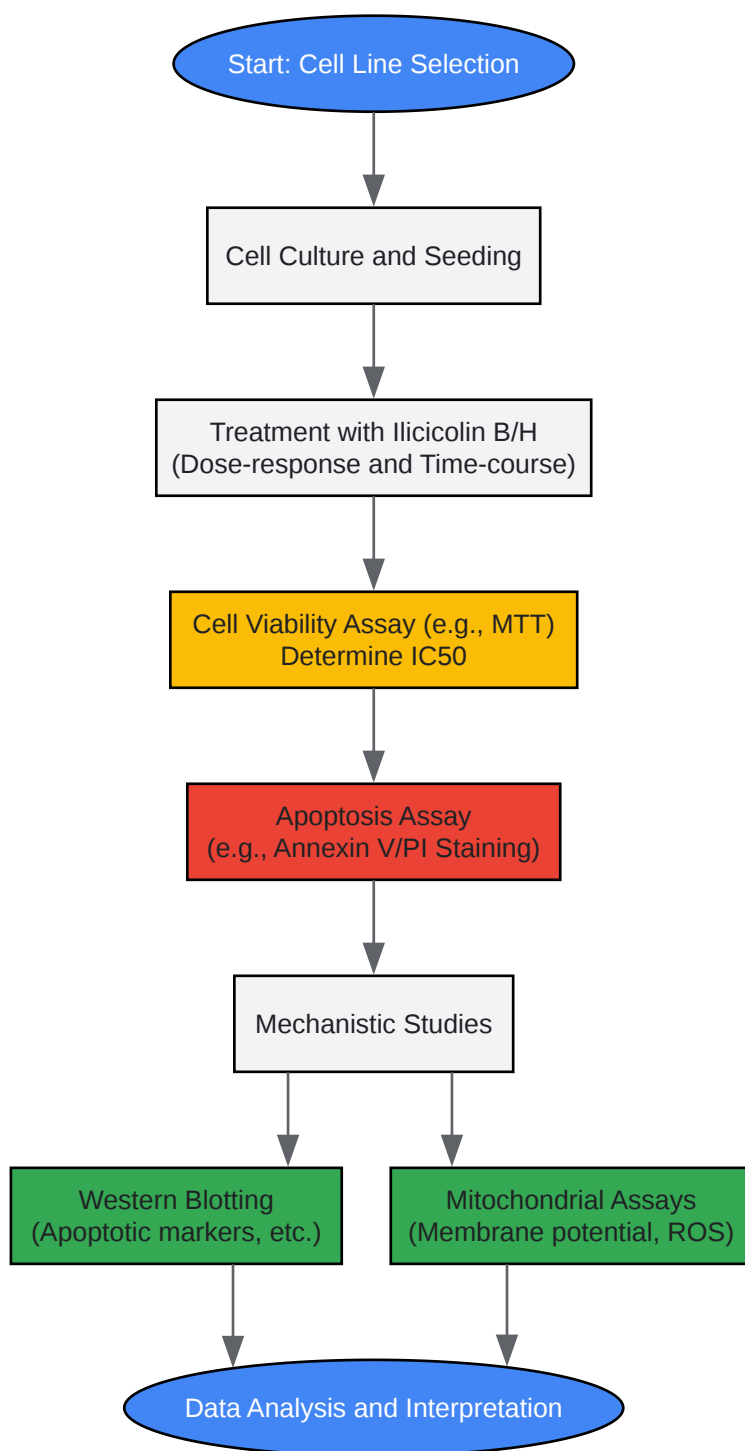 Start: Cell Line Selection
Cell Culture and Seeding
Treatment with Ilicicolin B/H
(Dose-response and Time-course)
Cell Viability Assay (e.g., MTT)
Determine IC50
Apoptosis Assay
(e.g., Annexin V/PI Staining)
Mechanistic Studies
Western Blotting
(Apoptotic markers, etc.)
Mitochondrial Assays
(Membrane potential, ROS)
Data Analysis and Interpretation